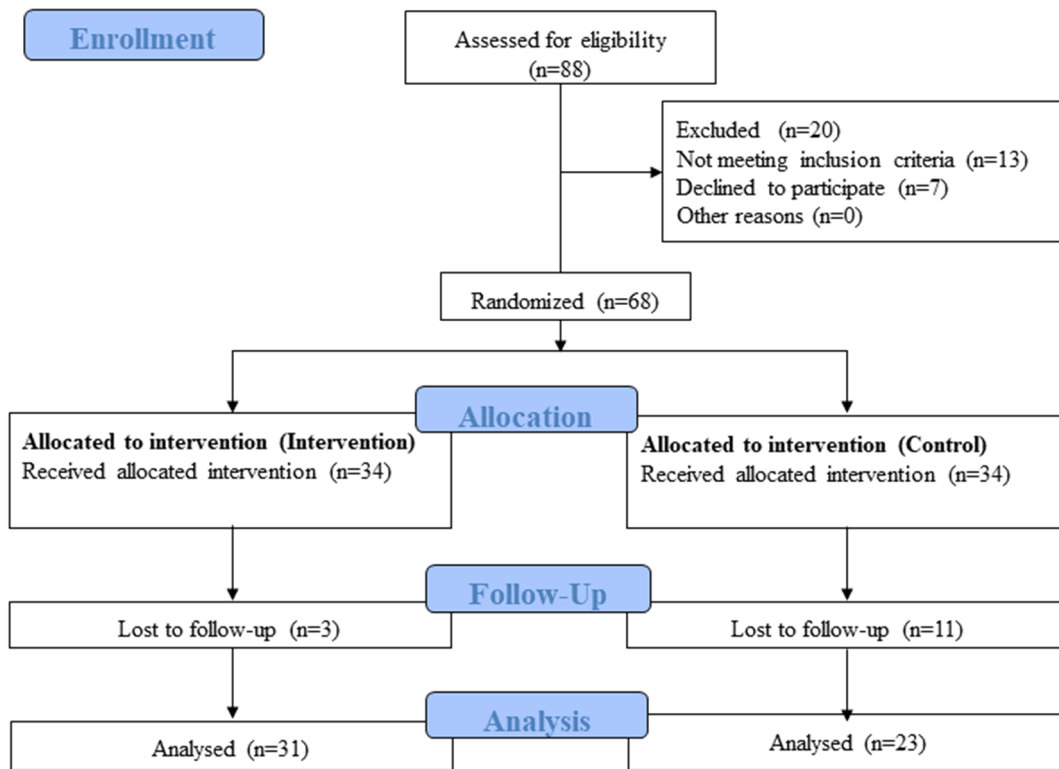 Enrollment
Assessed for eligibility
(n=88)
Excluded (n=20)
Not meeting inclusion criteria (n=13)
Declined to participate (n=7)
Other reasons (n=0)
Randomized (n=68)
Allocation
Allocated to intervention (Intervention)
Received allocated intervention (n=34)
Allocated to intervention (Control)
Received allocated intervention (n=34)
Follow-Up
Lost to follow-up (n=3)
Lost to follow-up (n=11)
Analysis
Analysed (n=31)
Analysed (n=23)